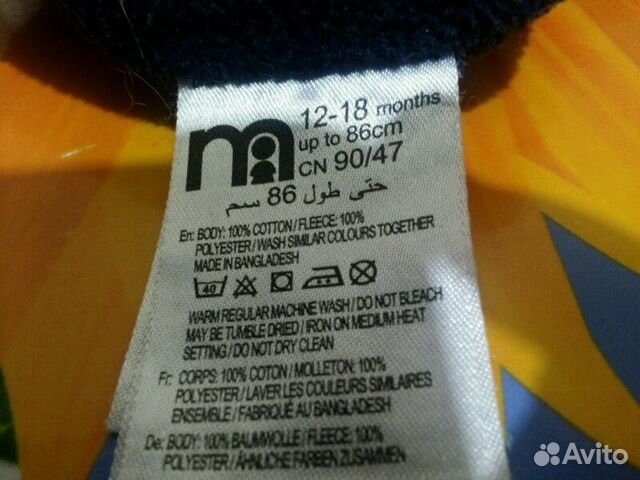 12-18 months
up to 86cm
CN 90/47
حتى طول 86 سم
En: BODY: 100% COTTON / FLEECE: 100%
POLYESTER / WASH SIMILAR COLOURS TOGETHER
MADE IN BANGLADESH
40
WARM REGULAR MACHINE WASH / DO NOT BLEACH
MAY BE TUMBLE DRIED / IRON ON MEDIUM HEAT
SETTING / DO NOT DRY CLEAN
Fr: CORPS: 100% COTON / MOLLETON: 100%
POLYESTER / LAVER LES COULEURS SIMILAIRES
ENSEMBLE / FABRIQUÉ AU BANGLADESH
De: BODY: 100% BAUMWOLLE / FLEECE: 100%
POLYESTER / ÄHNLICHE FARBEN ZUSAMMEN
Avito